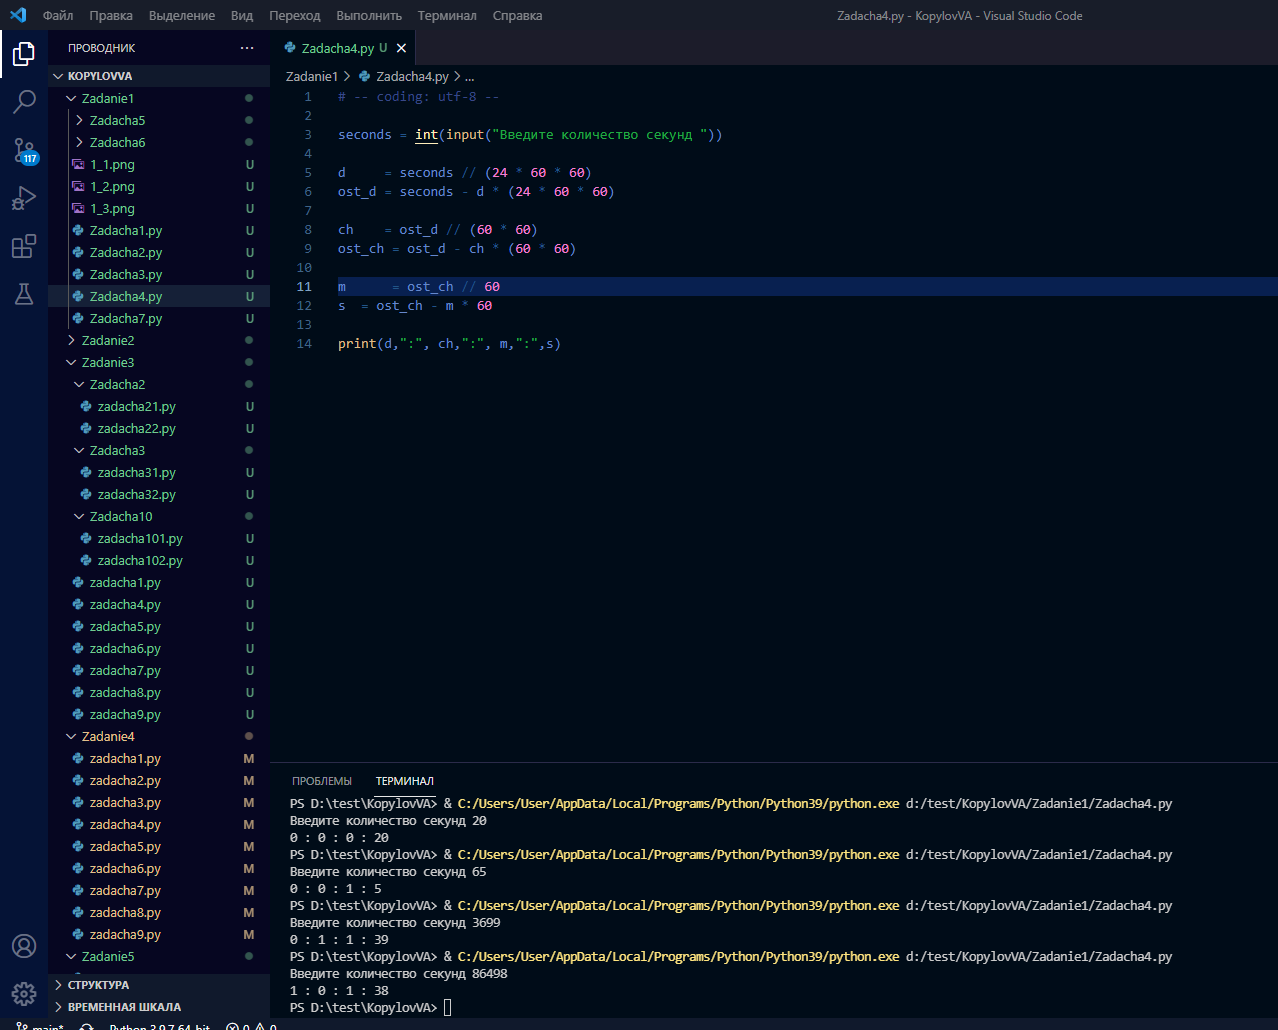 Файл Правка Выделение Вид Переход Выполнить Терминал Справка Zadacha4.py - KopylovVA - Visual Studio Code
ПРОВОДНИК ...
KOPYLOVVA
Zadanie1
Zadacha5
Zadacha6
1_1.png U
1_2.png U
1_3.png U
Zadacha1.py U
Zadacha2.py U
Zadacha3.py U
Zadacha4.py U
Zadacha7.py U
Zadanie2
Zadanie3
Zadacha2
zadacha21.py U
zadacha22.py U
Zadacha3
zadacha31.py U
zadacha32.py U
Zadacha10
zadacha101.py U
zadacha102.py U
zadacha1.py U
zadacha4.py U
zadacha5.py U
zadacha6.py U
zadacha7.py U
zadacha8.py U
zadacha9.py U
Zadanie4
zadacha1.py M
zadacha2.py M
zadacha3.py M
zadacha4.py M
zadacha5.py M
zadacha6.py M
zadacha7.py M
zadacha8.py M
zadacha9.py M
Zadanie5
СТРУКТУРА
ВРЕМЕННАЯ ШКАЛА
117
Zadacha4.py U
Zadanie1 > Zadacha4.py > ...
1 # -- coding: utf-8 --
2
3 seconds = int(input("Введите количество секунд "))
4
5 d     = seconds // (24 * 60 * 60)
6 ost_d = seconds - d * (24 * 60 * 60)
7
8 ch    = ost_d // (60 * 60)
9 ost_ch = ost_d - ch * (60 * 60)
10
11 m      = ost_ch // 60
12 s  = ost_ch - m * 60
13
14 print(d,":", ch,":", m,":",s)
ПРОБЛЕМЫ ТЕРМИНАЛ
PS D:\test\KopylovVA> & C:/Users/User/AppData/Local/Programs/Python/Python39/python.exe d:/test/KopylovVA/Zadanie1/Zadacha4.py
Введите количество секунд 20
0 : 0 : 0 : 20
PS D:\test\KopylovVA> & C:/Users/User/AppData/Local/Programs/Python/Python39/python.exe d:/test/KopylovVA/Zadanie1/Zadacha4.py
Введите количество секунд 65
0 : 0 : 1 : 5
PS D:\test\KopylovVA> & C:/Users/User/AppData/Local/Programs/Python/Python39/python.exe d:/test/KopylovVA/Zadanie1/Zadacha4.py
Введите количество секунд 3699
0 : 1 : 1 : 39
PS D:\test\KopylovVA> & C:/Users/User/AppData/Local/Programs/Python/Python39/python.exe d:/test/KopylovVA/Zadanie1/Zadacha4.py
Введите количество секунд 86498
1 : 0 : 1 : 38
PS D:\test\KopylovVA>
main* Python 3.9.7 64-bit 0 0